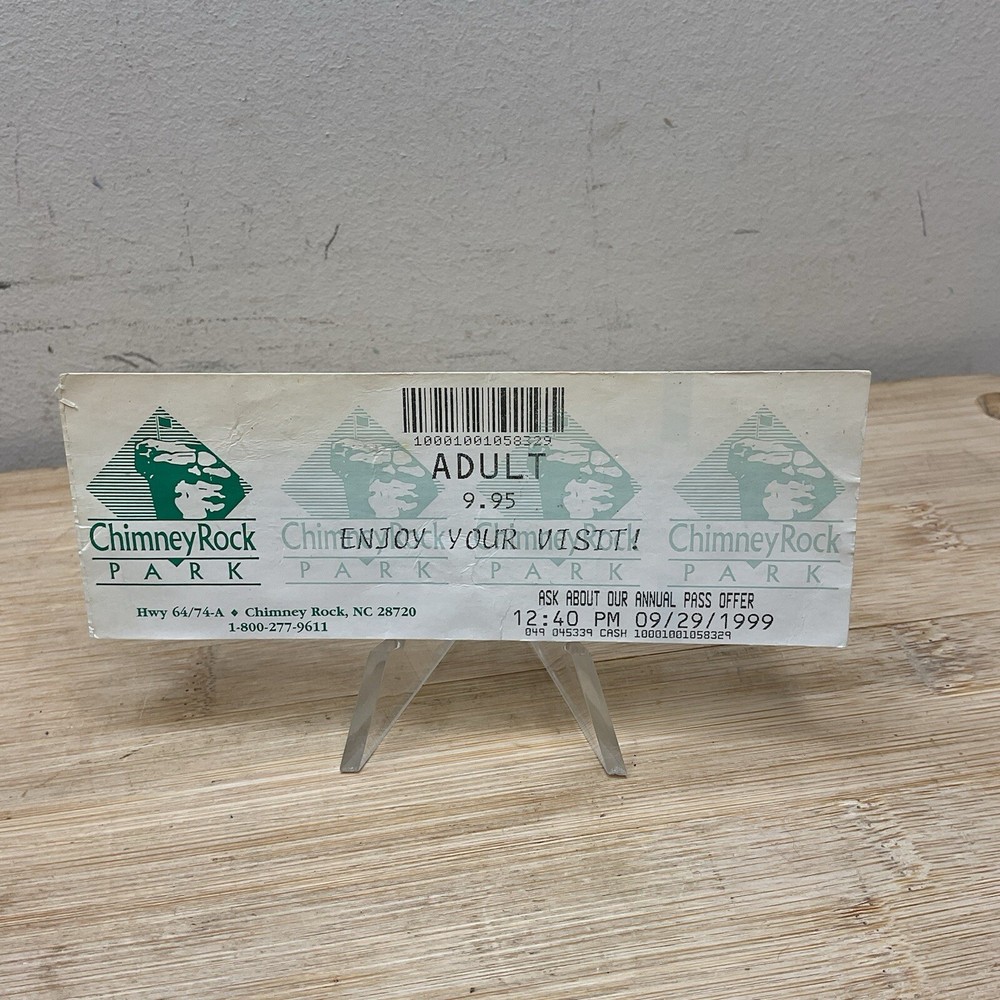 10001001058329
ADULT
9.95
ENJOY YOUR VISIT!
ChimneyRock
PARK
ChimneyRock
PARK
ChimneyRock
PARK
ChimneyRock
PARK
Hwy 64/74-A ♦ Chimney Rock, NC 28720
1-800-277-9611
ASK ABOUT OUR ANNUAL PASS OFFER
12:40 PM 09/29/1999
049 045339 CASH 10001001058329